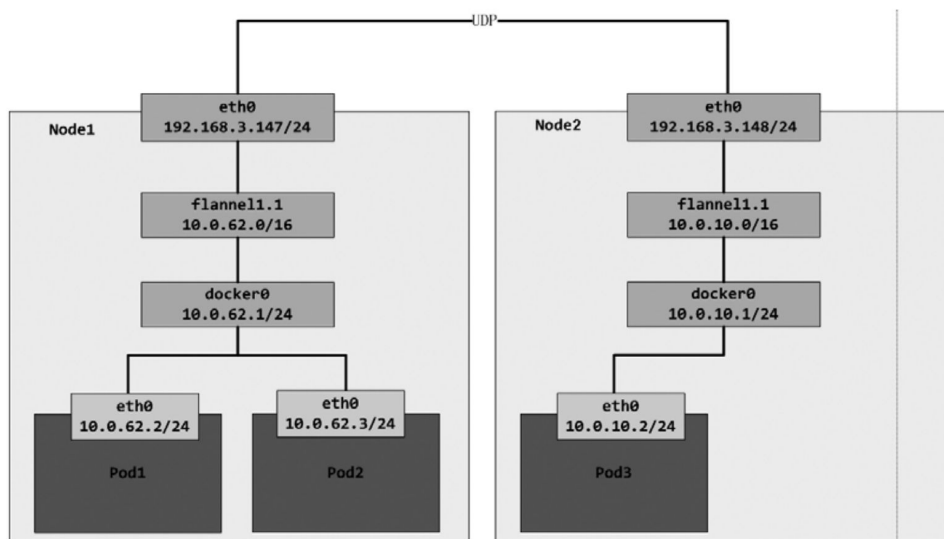 UDP
Node1
eth0
192.168.3.147/24
flannel1.1
10.0.62.0/16
docker0
10.0.62.1/24
eth0
10.0.62.2/24
Pod1
eth0
10.0.62.3/24
Pod2
Node2
eth0
192.168.3.148/24
flannel1.1
10.0.10.0/16
docker0
10.0.10.1/24
eth0
10.0.10.2/24
Pod3